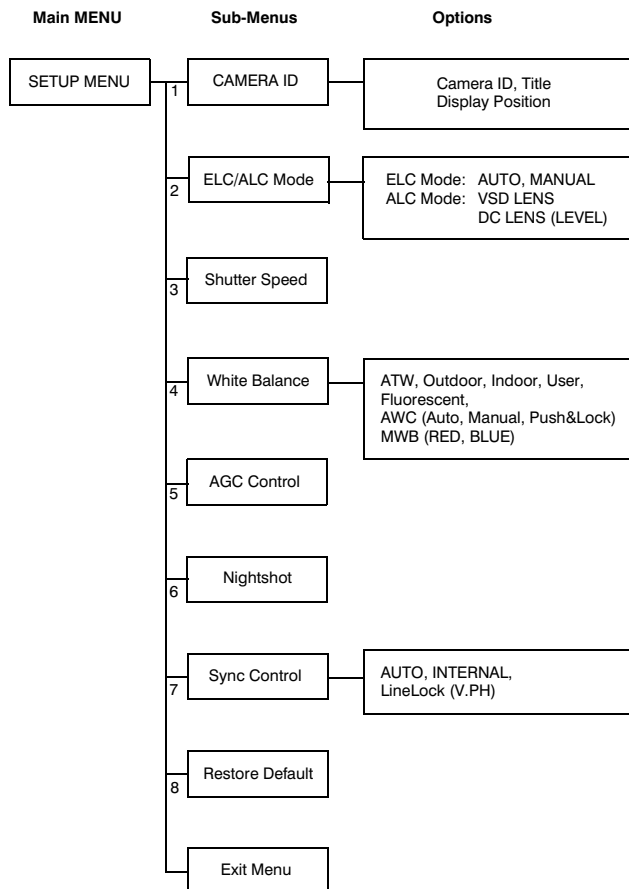 Main MENU Sub-Menus Options
SETUP MENU
1
CAMERA ID
Camera ID, Title
Display Position
2
ELC/ALC Mode
ELC Mode: AUTO, MANUAL
ALC Mode: VSD LENS
DC LENS (LEVEL)
3
Shutter Speed
4
White Balance
ATW, Outdoor, Indoor, User,
Fluorescent,
AWC (Auto, Manual, Push&Lock)
MWB (RED, BLUE)
5
AGC Control
6
Nightshot
7
Sync Control
AUTO, INTERNAL,
LineLock (V.PH)
8
Restore Default
Exit Menu